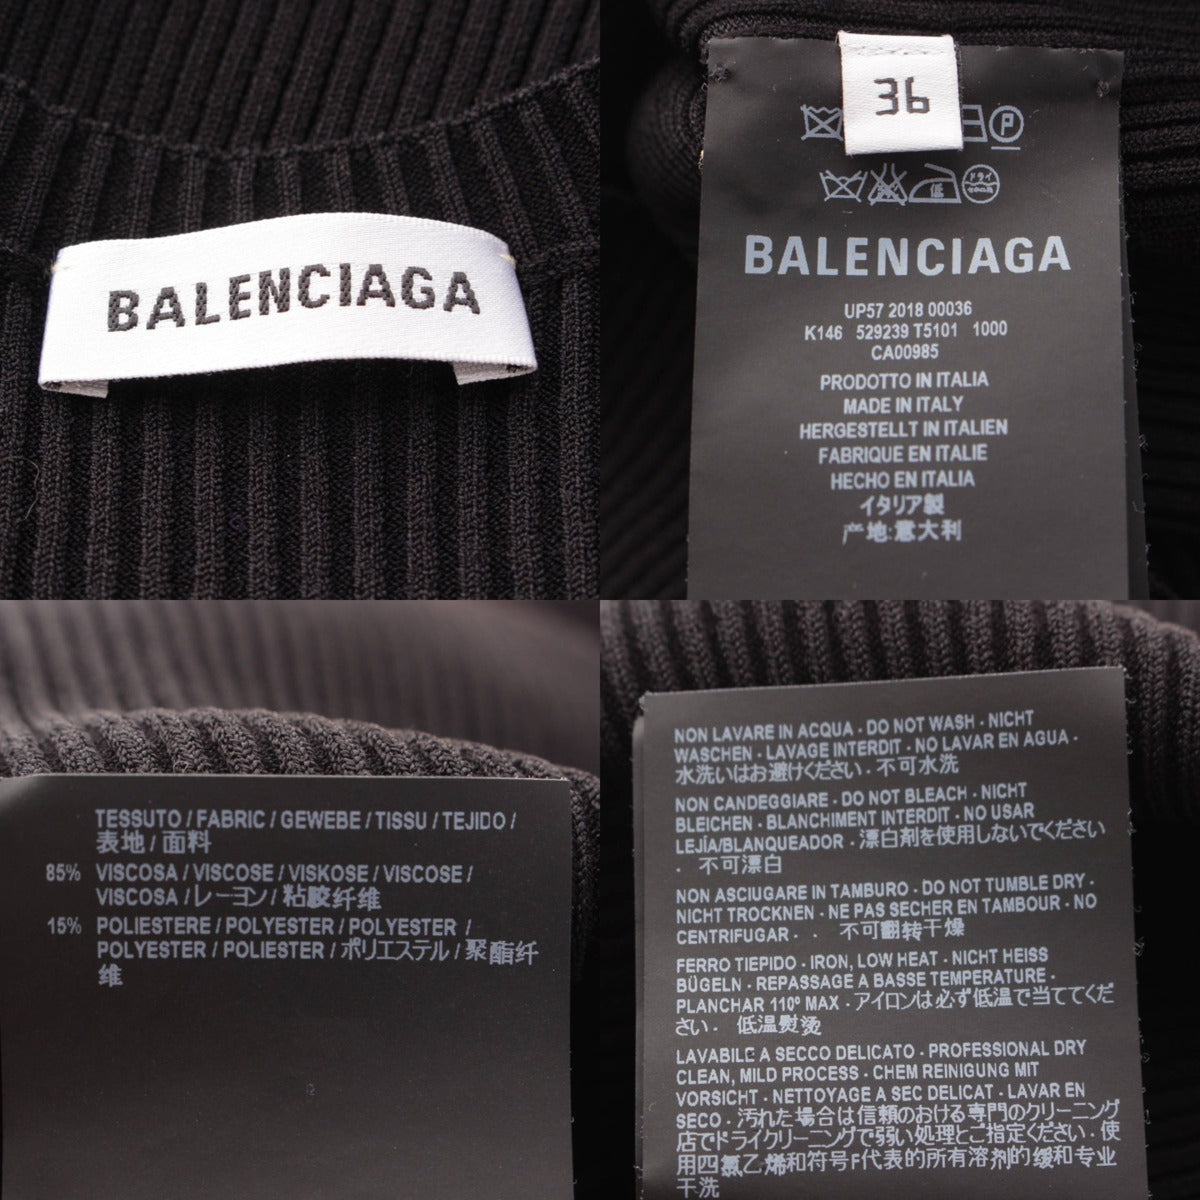 BALENCIAGA
36
P
低
ドライ
セキユ系
BALENCIAGA
UP57 2018 00036
K146 529239 T5101 1000
CA00985
PRODOTTO IN ITALIA
MADE IN ITALY
HERGESTELLT IN ITALIEN
FABRIQUE EN ITALIE
HECHO EN ITALIA
イタリア製
产地:意大利
TESSUTO / FABRIC / GEWEBE / TISSU / TEJIDO /
表地 / 面料
85% VISCOSA / VISCOSE / VISKOSE / VISCOSE /
VISCOSA / レーヨン / 粘胶纤维
15% POLIESTERE / POLYESTER / POLYESTER /
POLYESTER / POLIESTER / ポリエステル / 聚酯纤
维
NON LAVARE IN ACQUA - DO NOT WASH - NICHT
WASCHEN - LAVAGE INTERDIT - NO LAVAR EN AGUA -
水洗いはお避けください - 不可水洗
NON CANDEGGIARE - DO NOT BLEACH - NICHT
BLEICHEN - BLANCHIMENT INTERDIT - NO USAR
LEJÍA/BLANQUEADOR - 漂白剤を使用しないでください
- 不可漂白
NON ASCIUGARE IN TAMBURO - DO NOT TUMBLE DRY -
NICHT TROCKNEN - NE PAS SECHER EN TAMBOUR - NO
CENTRIFUGAR - - 不可翻转干燥
FERRO TIEPIDO - IRON, LOW HEAT - NICHT HEISS
BÜGELN - REPASSAGE A BASSE TEMPERATURE -
PLANCHAR 110º MAX - アイロンは必ず低温で当ててくだ
さい - 低温熨烫
LAVABILE A SECCO DELICATO - PROFESSIONAL DRY
CLEAN, MILD PROCESS - CHEM REINIGUNG MIT
VORSICHT - NETTOYAGE A SEC DELICAT - LAVAR EN
SECO - 汚れた場合は信頼のおける専門のクリーニング
店でドライクリーニングで弱い処理とご指定ください - 使
用四氯乙烯和符号F代表的所有溶剂的缓和专业
干洗